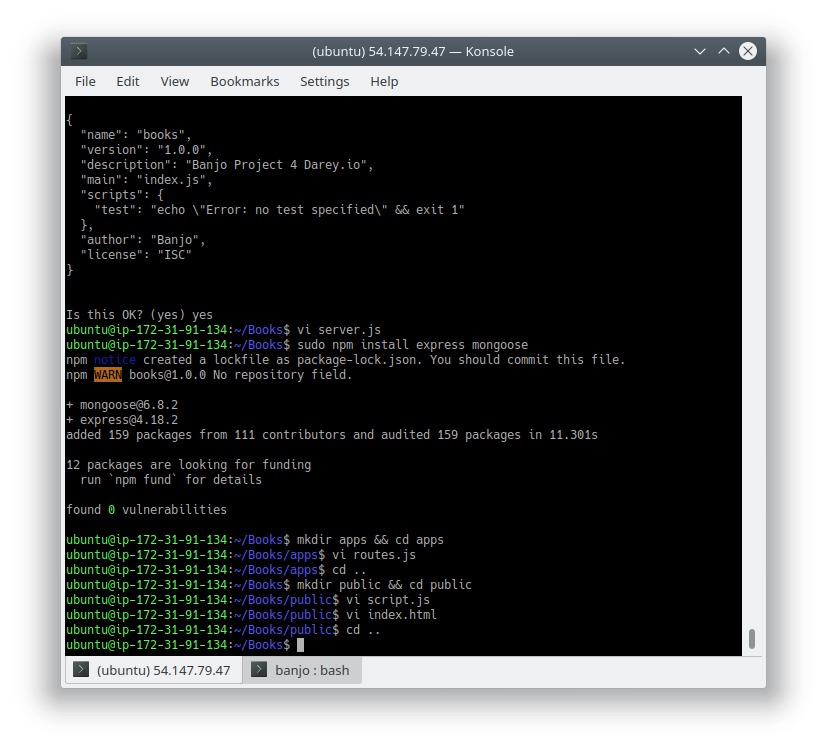 (ubuntu) 54.147.79.47 — Konsole
File Edit View Bookmarks Settings Help
{
  "name": "books",
  "version": "1.0.0",
  "description": "Banjo Project 4 Darey.io",
  "main": "index.js",
  "scripts": {
    "test": "echo \"Error: no test specified\" && exit 1"
  },
  "author": "Banjo",
  "license": "ISC"
}
Is this OK? (yes) yes
ubuntu@ip-172-31-91-134:~/Books$ vi server.js
ubuntu@ip-172-31-91-134:~/Books$ sudo npm install express mongoose
npm notice created a lockfile as package-lock.json. You should commit this file.
npm WARN books@1.0.0 No repository field.
+ mongoose@6.8.2
+ express@4.18.2
added 159 packages from 111 contributors and audited 159 packages in 11.301s
12 packages are looking for funding
  run `npm fund` for details
found 0 vulnerabilities
ubuntu@ip-172-31-91-134:~/Books$ mkdir apps && cd apps
ubuntu@ip-172-31-91-134:~/Books/apps$ vi routes.js
ubuntu@ip-172-31-91-134:~/Books/apps$ cd ..
ubuntu@ip-172-31-91-134:~/Books$ mkdir public && cd public
ubuntu@ip-172-31-91-134:~/Books/public$ vi script.js
ubuntu@ip-172-31-91-134:~/Books/public$ vi index.html
ubuntu@ip-172-31-91-134:~/Books/public$ cd ..
ubuntu@ip-172-31-91-134:~/Books$
(ubuntu) 54.147.79.47 banjo : bash